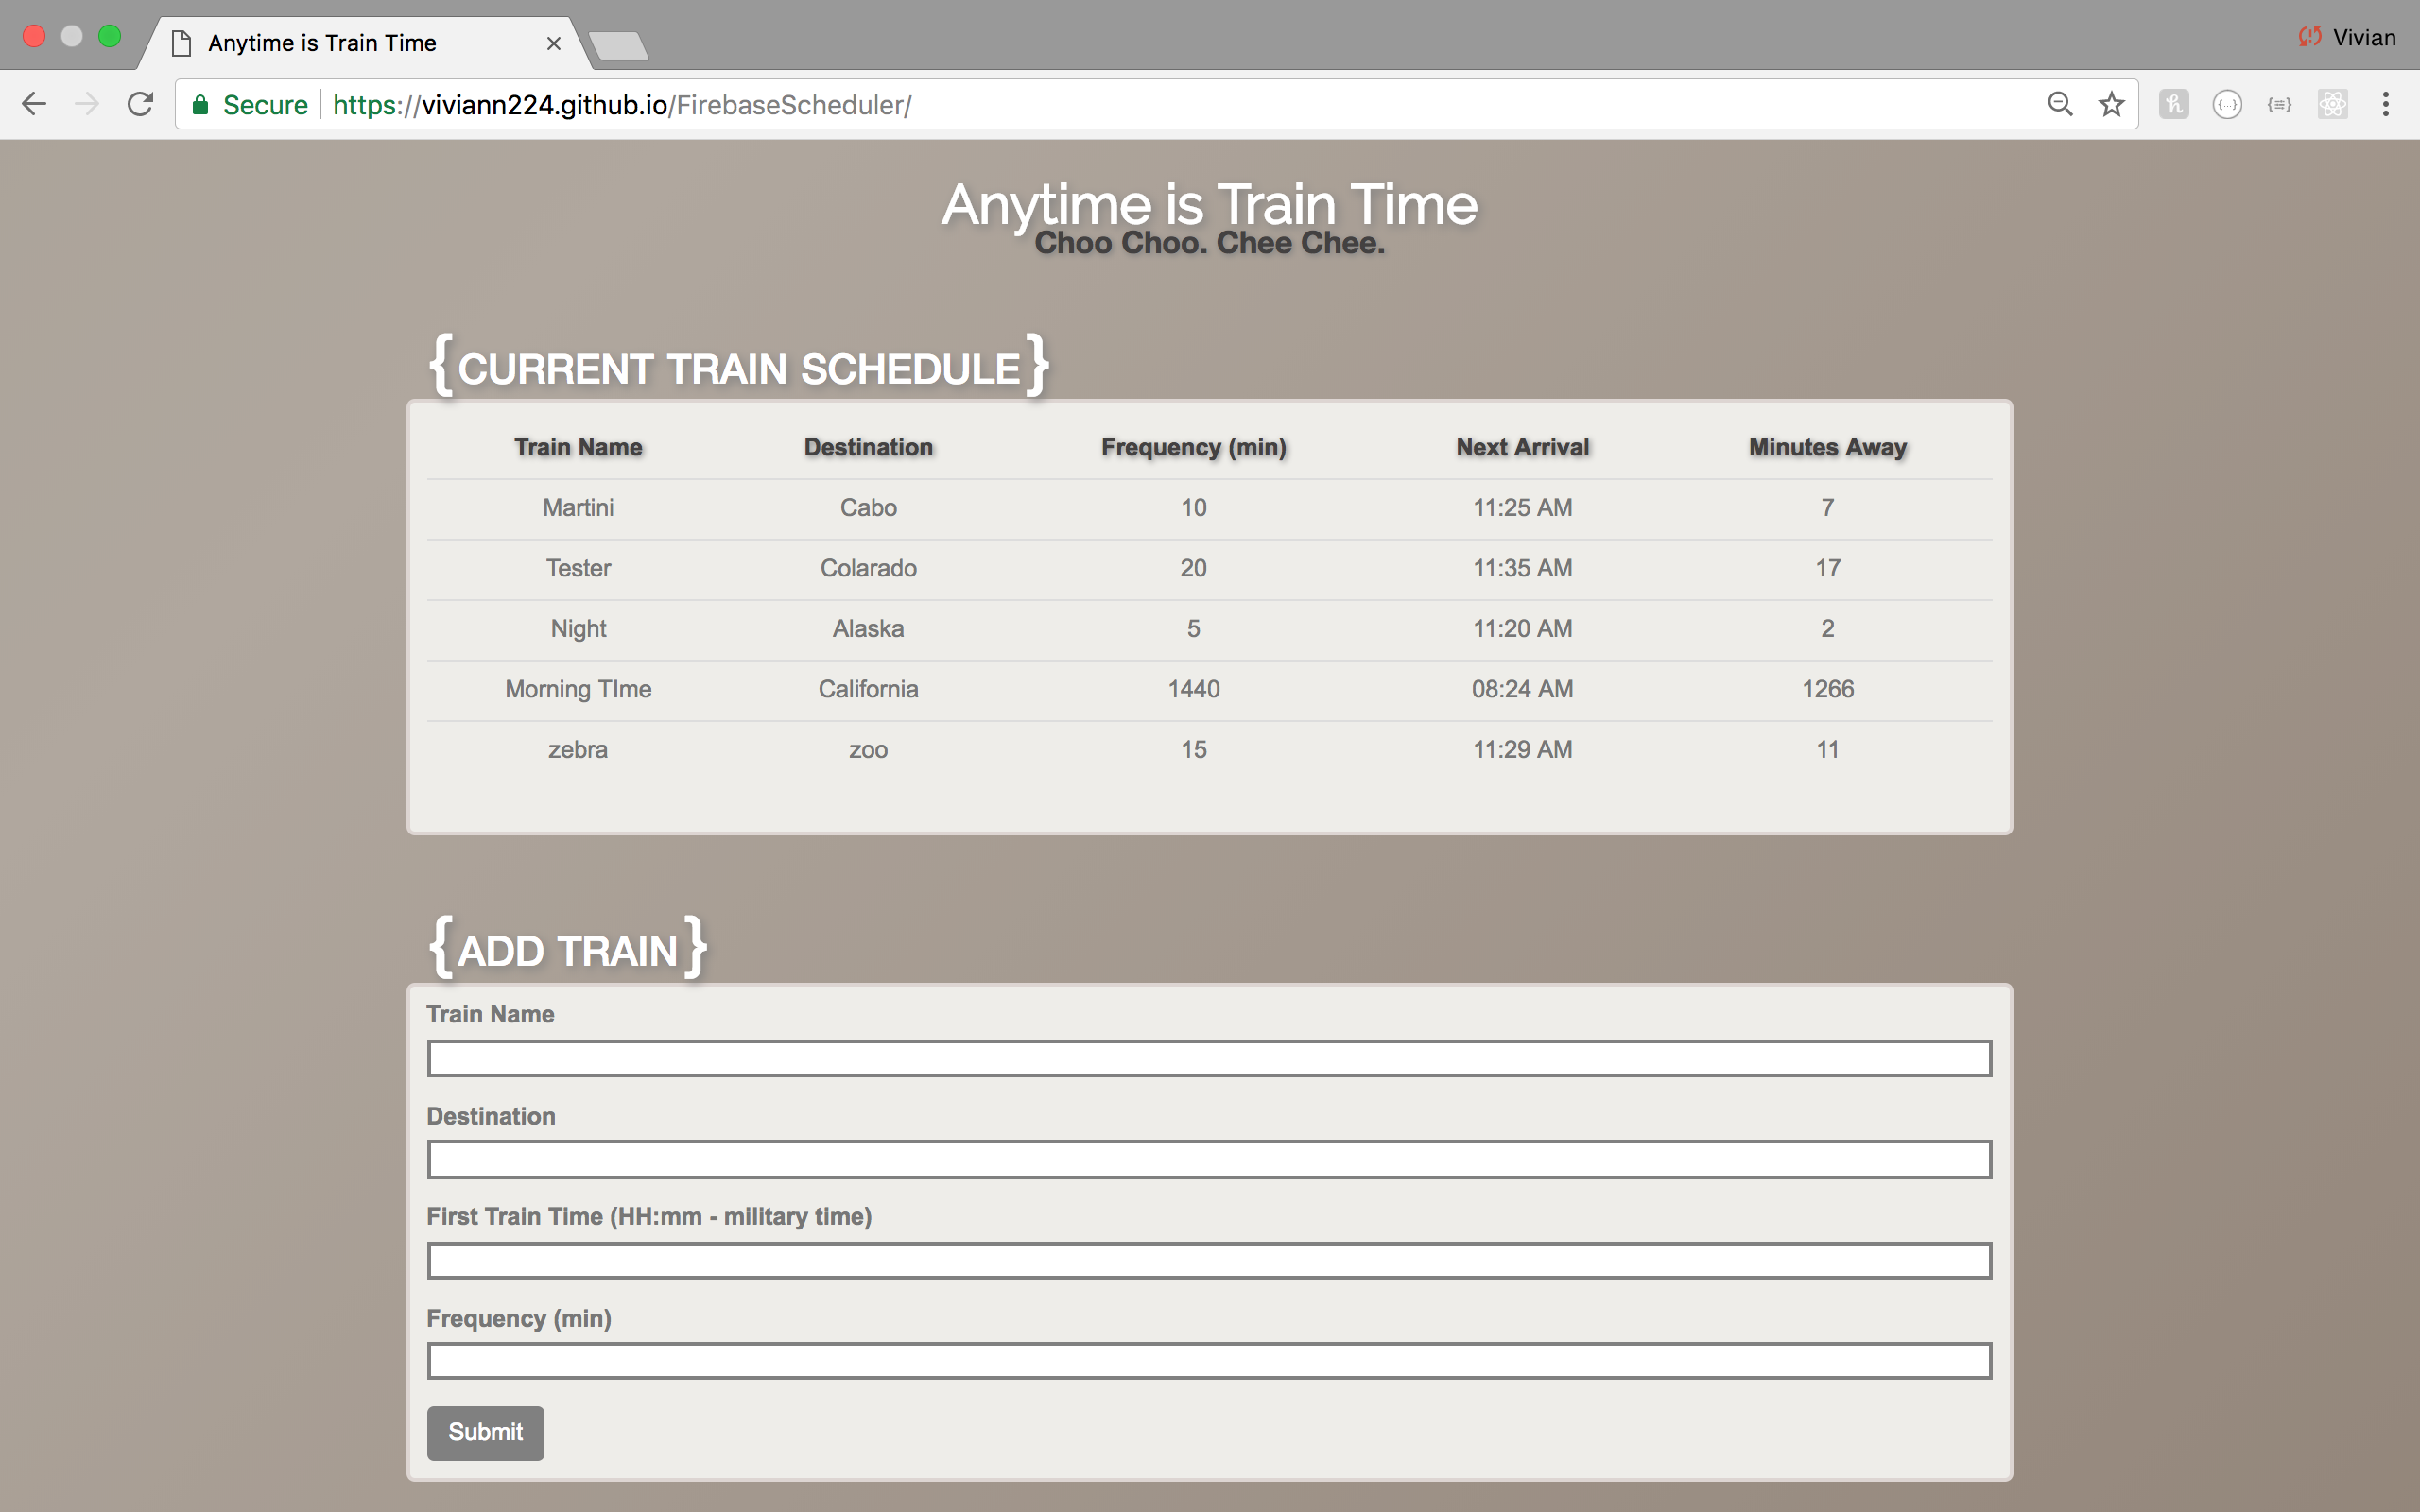 Anytime is Train Time
Vivian
Secure https://viviann224.github.io/FirebaseScheduler/
Anytime is Train Time
Choo Choo. Chee Chee.
{CURRENT TRAIN SCHEDULE}
Train Name Destination Frequency (min) Next Arrival Minutes Away
Martini Cabo 10 11:25 AM 7
Tester Colarado 20 11:35 AM 17
Night Alaska 5 11:20 AM 2
Morning TIme California 1440 08:24 AM 1266
zebra zoo 15 11:29 AM 11
{ADD TRAIN}
Train Name
Destination
First Train Time (HH:mm - military time)
Frequency (min)
Submit